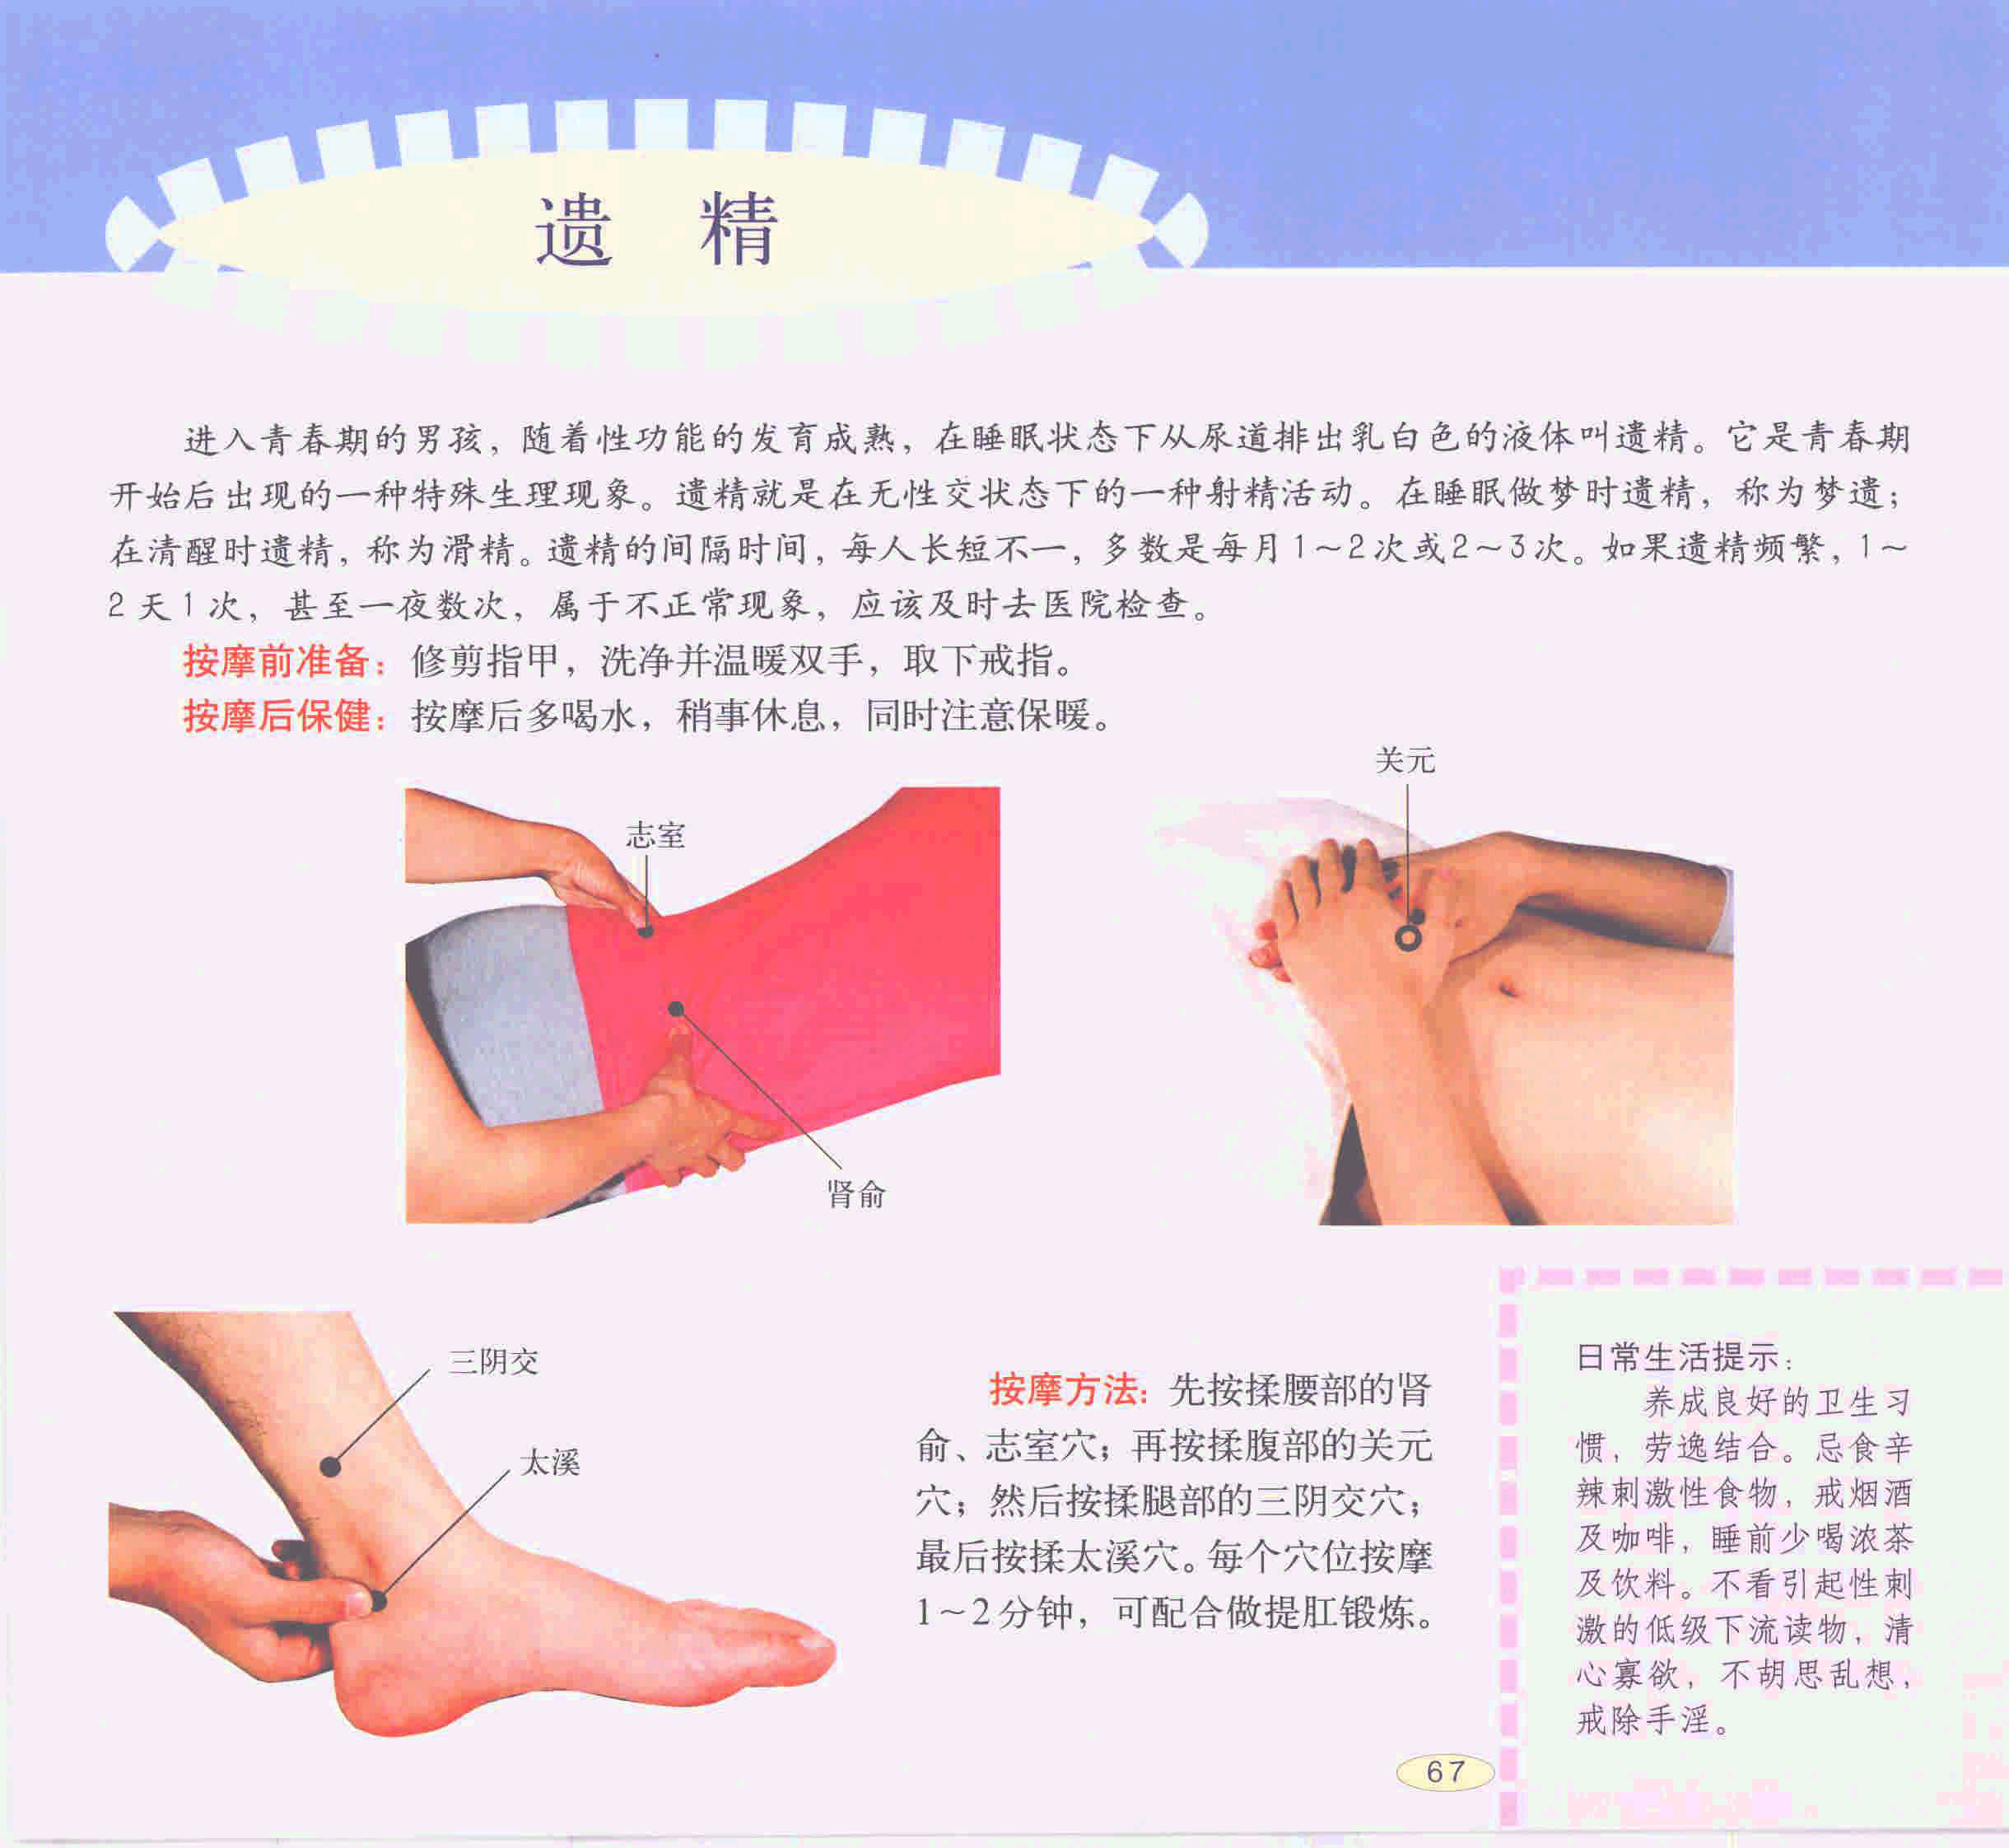 遗 精
进入青春期的男孩，随着性功能的发育成熟，在睡眠状态下从尿道排出乳白色的液体叫遗精。它是青春期
开始后出现的一种特殊生理现象。遗精就是在无性交状态下的一种射精活动。在睡眠做梦时遗精，称为梦遗；
在清醒时遗精，称为滑精。遗精的间隔时间，每人长短不一，多数是每月1～2次或2～3次。如果遗精频繁，1～
2天1次，甚至一夜数次，属于不正常现象，应该及时去医院检查。
按摩前准备：修剪指甲，洗净并温暖双手，取下戒指。
按摩后保健：按摩后多喝水，稍事休息，同时注意保暖。
关元
志室
肾俞
三阴交
太溪
按摩方法：先按揉腰部的肾
俞、志室穴；再按揉腹部的关元
穴；然后按揉腿部的三阴交穴；
最后按揉太溪穴。每个穴位按摩
1～2分钟，可配合做提肛锻炼。
日常生活提示：
养成良好的卫生习
惯，劳逸结合。忌食辛
辣刺激性食物，戒烟酒
及咖啡，睡前少喝浓茶
及饮料。不看引起性刺
激的低级下流读物，清
心寡欲，不胡思乱想，
戒除手淫。
67